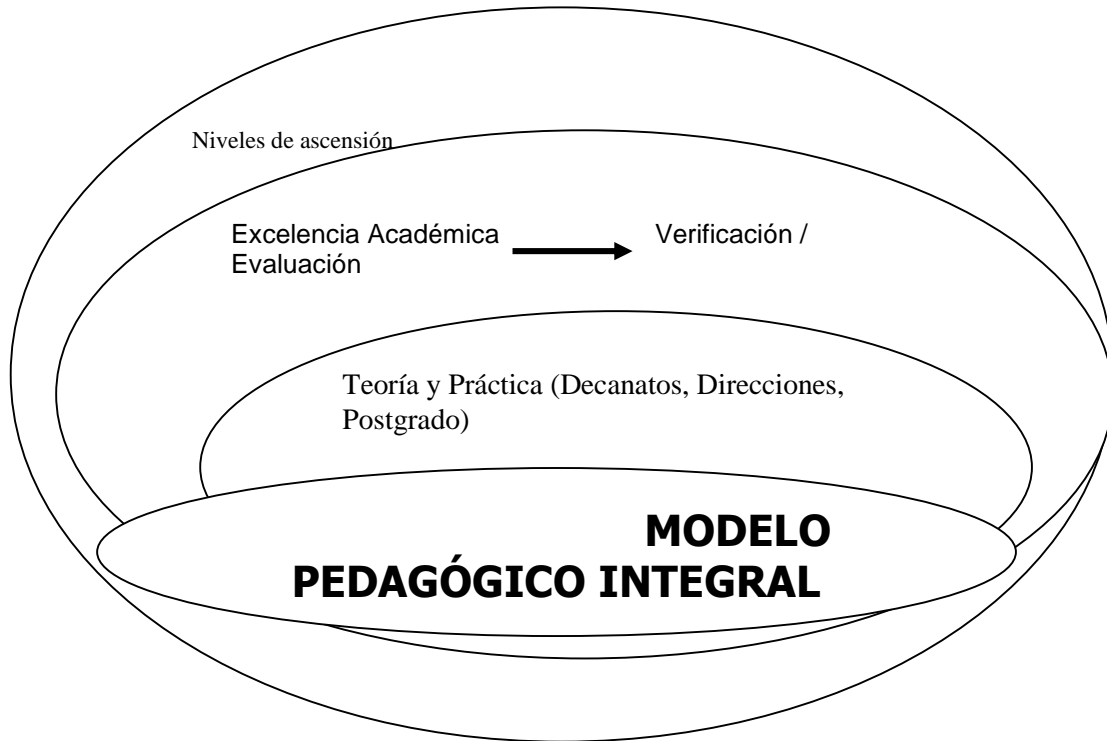 Niveles de ascensión
Excelencia Académica Verificación /
Evaluación
Teoría y Práctica (Decanatos, Direcciones,
Postgrado)
MODELO
PEDAGÓGICO INTEGRAL